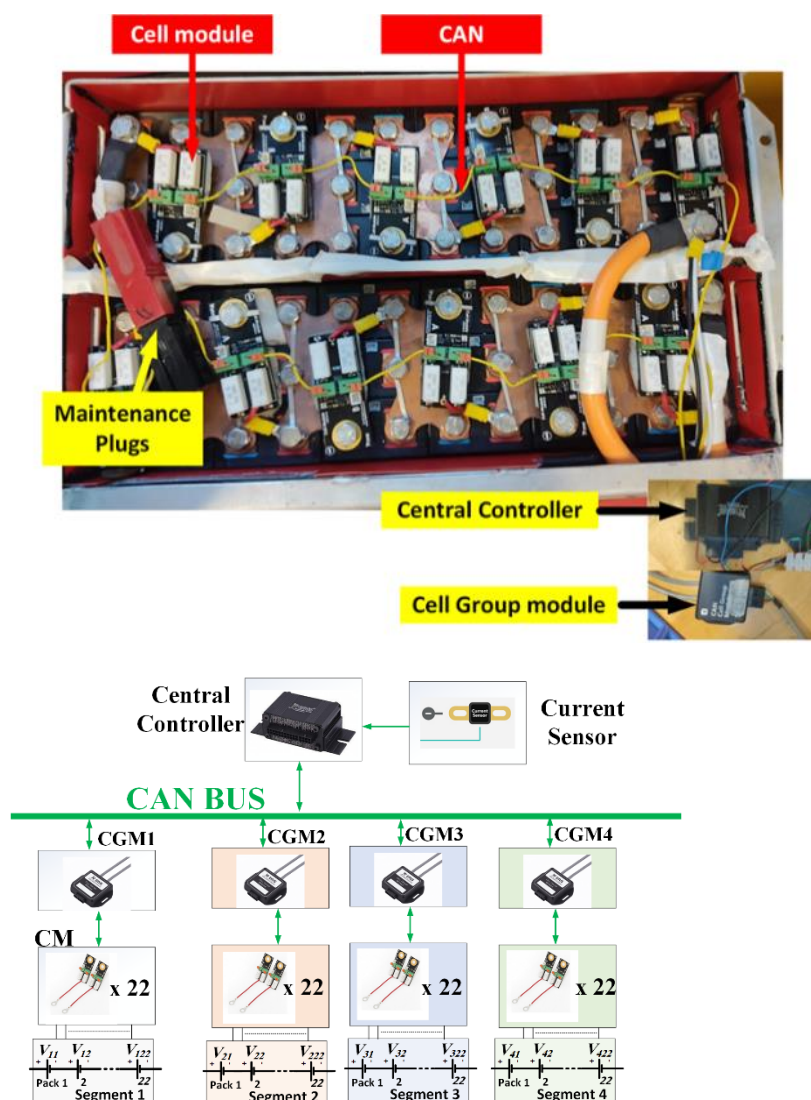 Cell module
CAN
Maintenance
Plugs
Central Controller
Cell Group module
CAN
Cell Group
Central
Controller
Current
Sensor
Current
Sensor
CAN BUS
CGM1
CGM2
CGM3
CGM4
CM
x 22
x 22
x 22
x 22
V11 V12 V122
V21 V22 V222
V31 V32 V322
V41 V42 V422
Pack 1 2 22
Segment 1
Pack 1 2 22
Segment 2
Pack 1 2 22
Segment 3
Pack 1 2 22
Segment 4